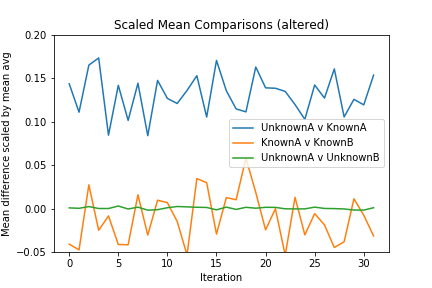 Scaled Mean Comparisons (altered)
Mean difference scaled by mean avg
0.20
0.15
0.10
0.05
0.00
−0.05
UnknownA v KnownA
KnownA v KnownB
UnknownA v UnknownB
0 5 10 15 20 25 30
Iteration